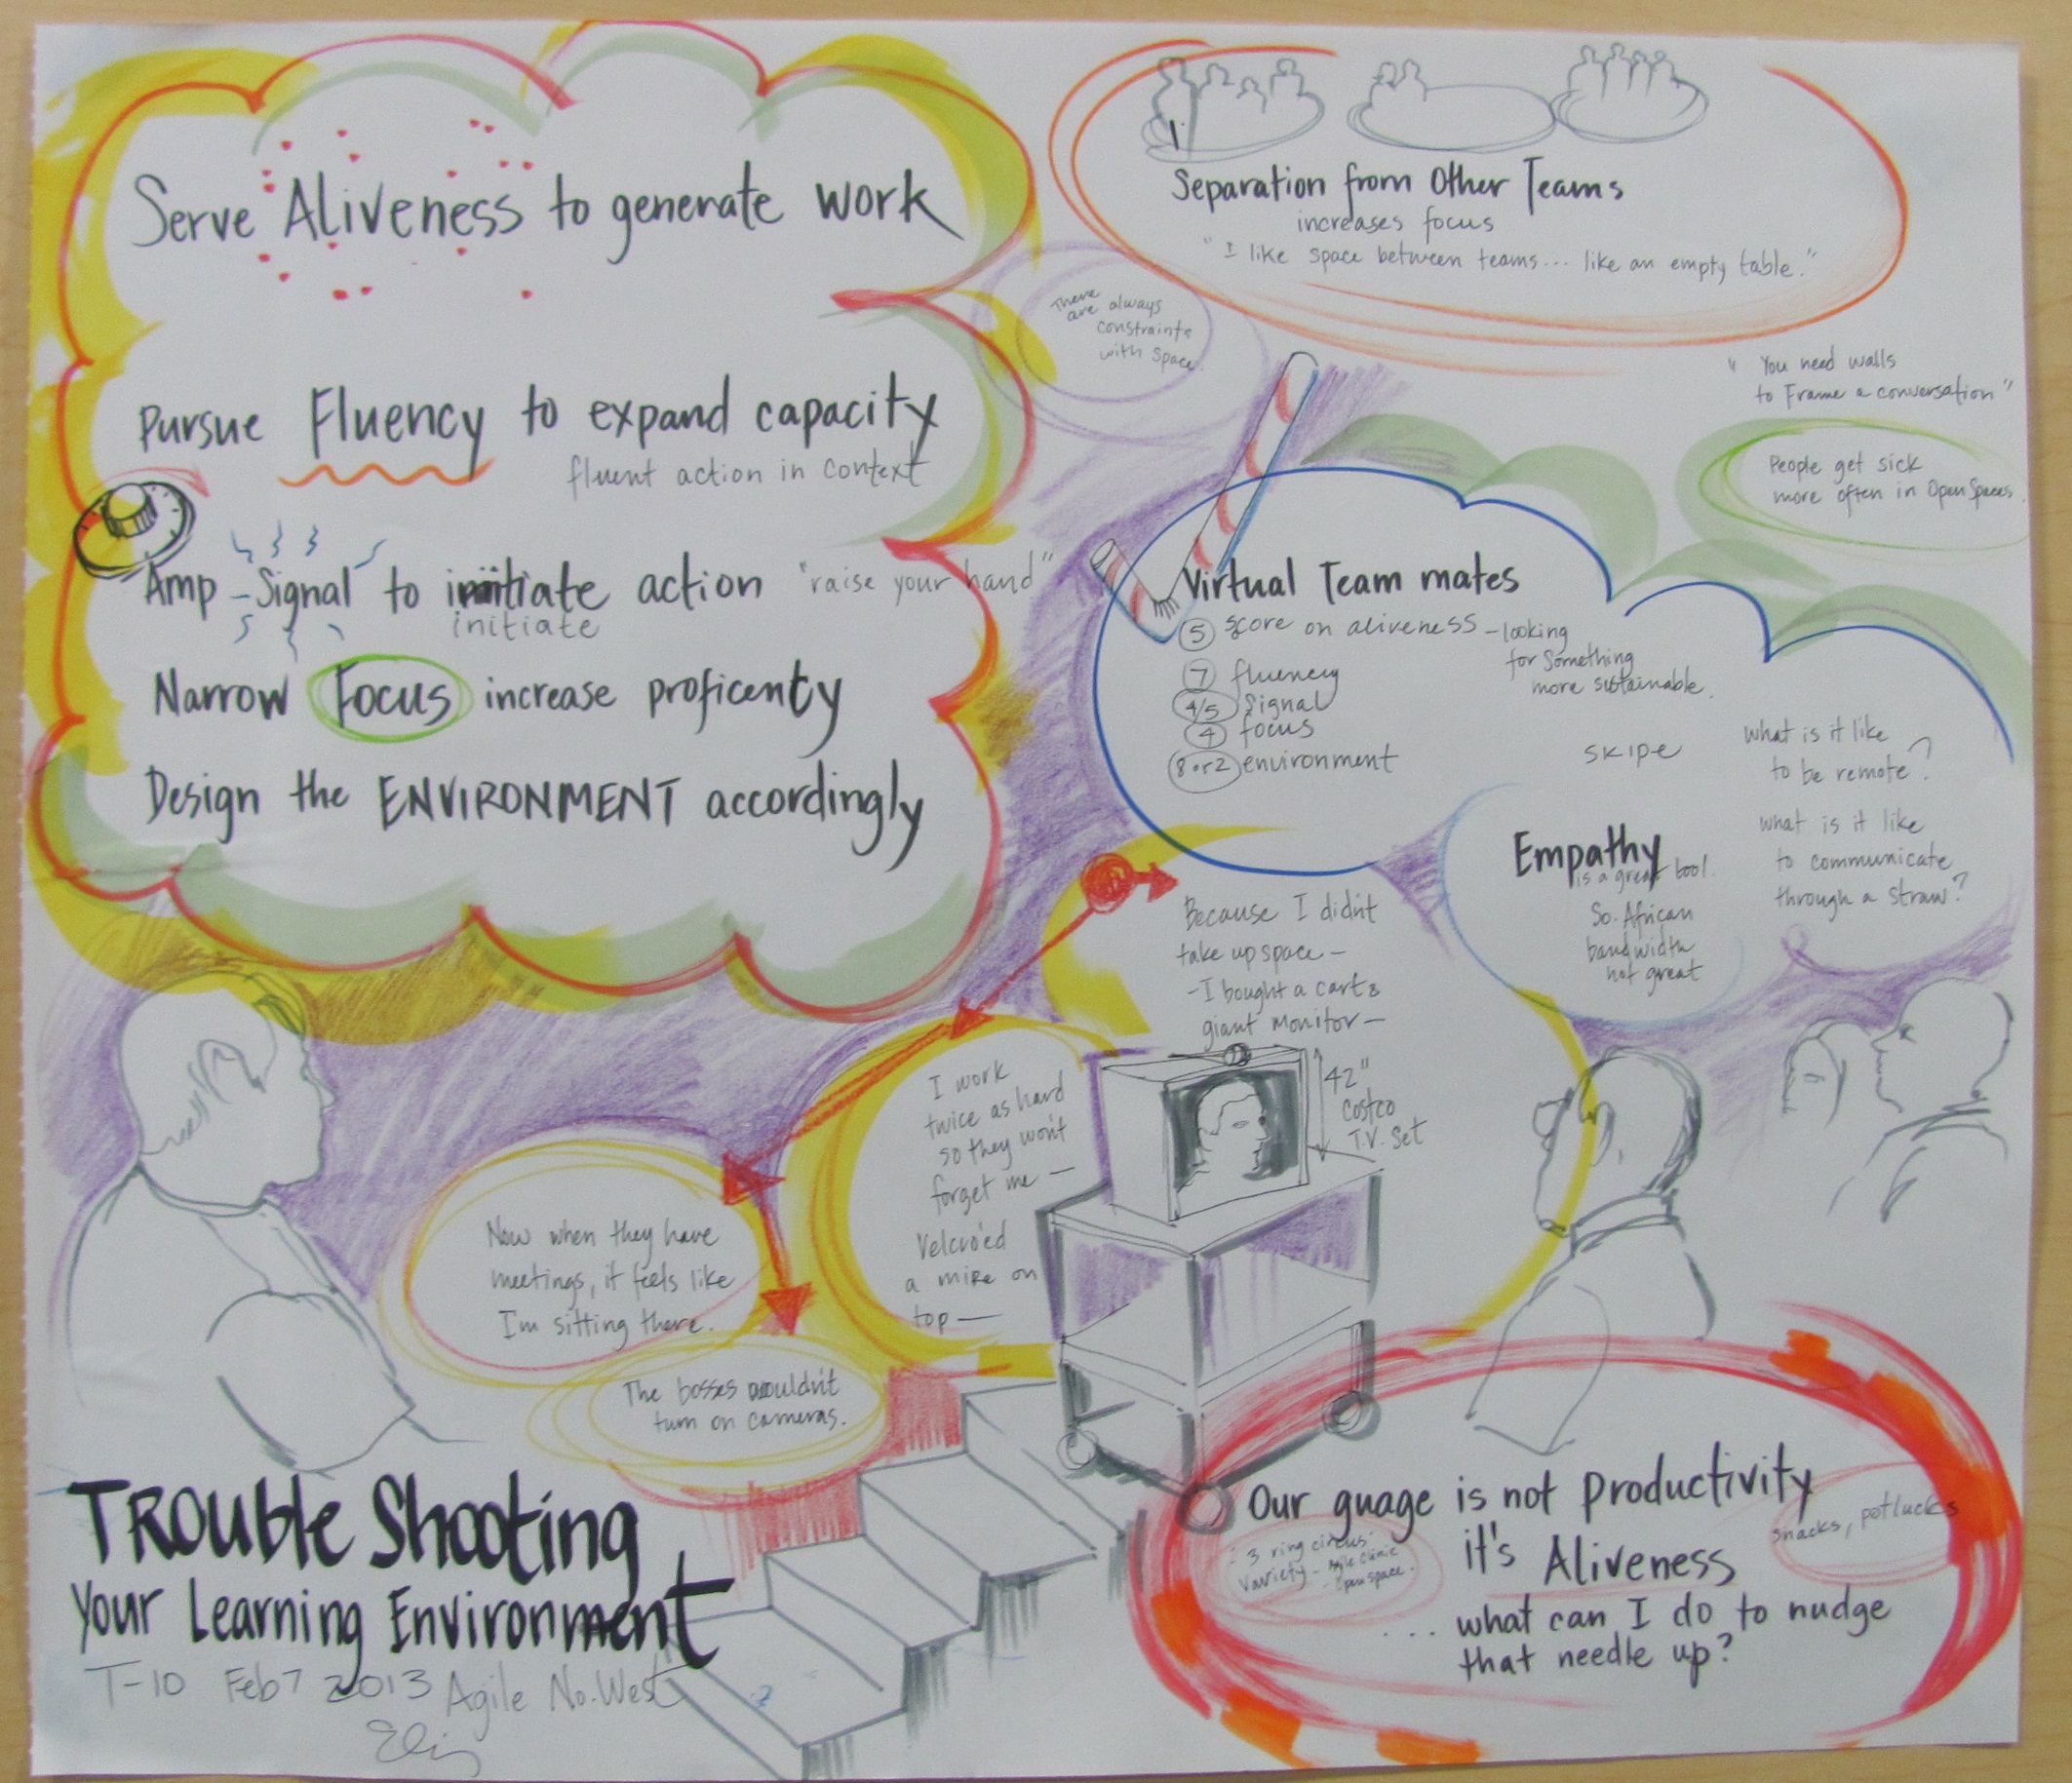 Serve Aliveness to generate work
Pursue Fluency to expand capacity
fluent action in context
Amp Signal to initiate action "raise your hand"
initiate
Narrow Focus increase proficenty
Design the ENVIRONMENT accordingly
Separation from Other Teams
increases focus
"I like space between teams... like an empty table."
There
are always
constraints
with space.
"You need walls
to Frame a conversation"
People get sick
more often in Open Spaces
Virtual Team mates
5 score on aliveness - looking
for something
more sustainable.
7 fluency
4/5 Signal
4 focus
8 or 2 environment
SKIPE
what is it like
to be remote?
what is it like
to communicate
through a straw?
Empathy
is a great tool.
So. African
bandwidth
not great
Because I didn't
take up space -
- I bought a cart &
giant monitor -
42"
Costco
T.V. Set
I work
twice as hard
so they won't
forget me -
Velcro'ed
a mike on
top -
Now when they have
meetings, it feels like
I'm sitting there.
The bosses wouldn't
turn on cameras.
Our guage is not productivity
it's Aliveness
snacks, potlucks
- 3 ring circus
Variety - Agile Clinic
- open space.
... what can I do to nudge
that needle up?
TROUBLE SHOOTING
Your Learning Environment
T-10 Feb 7 2013 Agile No. West